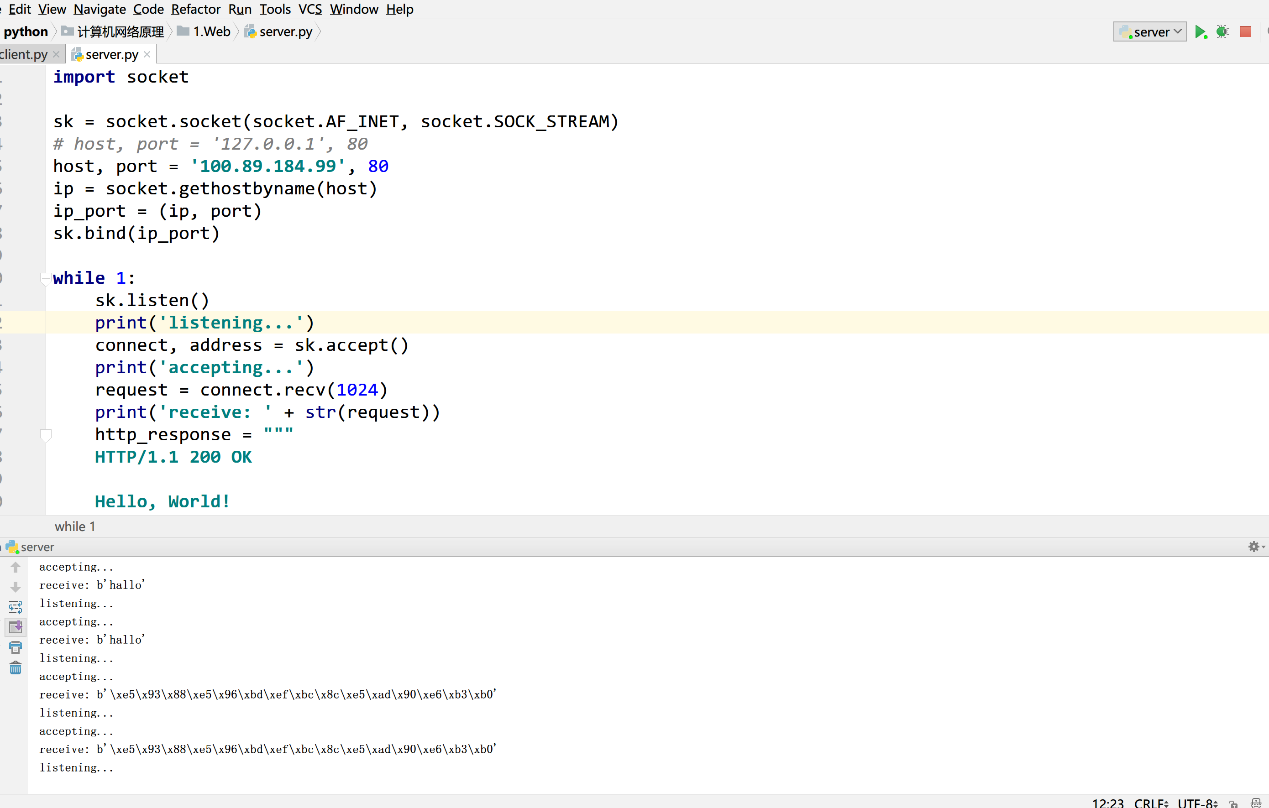 Edit View Navigate Code Refactor Run Tools VCS Window Help
python 计算机网络原理 1.Web server.py server
client.py server.py
import socket
sk = socket.socket(socket.AF_INET, socket.SOCK_STREAM)
# host, port = '127.0.0.1', 80
host, port = '100.89.184.99', 80
ip = socket.gethostbyname(host)
ip_port = (ip, port)
sk.bind(ip_port)
while 1:
sk.listen()
print('listening...')
connect, address = sk.accept()
print('accepting...')
request = connect.recv(1024)
print('receive: ' + str(request))
http_response = """
HTTP/1.1 200 OK
Hello, World!
while 1
server
accepting...
receive: b'hallo'
listening...
accepting...
receive: b'hallo'
listening...
accepting...
receive: b'\xe5\x93\x88\xe5\x96\xbd\xef\xbc\x8c\xe5\xad\x90\xe6\xb3\xb0'
listening...
accepting...
receive: b'\xe5\x93\x88\xe5\x96\xbd\xef\xbc\x8c\xe5\xad\x90\xe6\xb3\xb0'
listening...
12:23 CRLF UTF-8